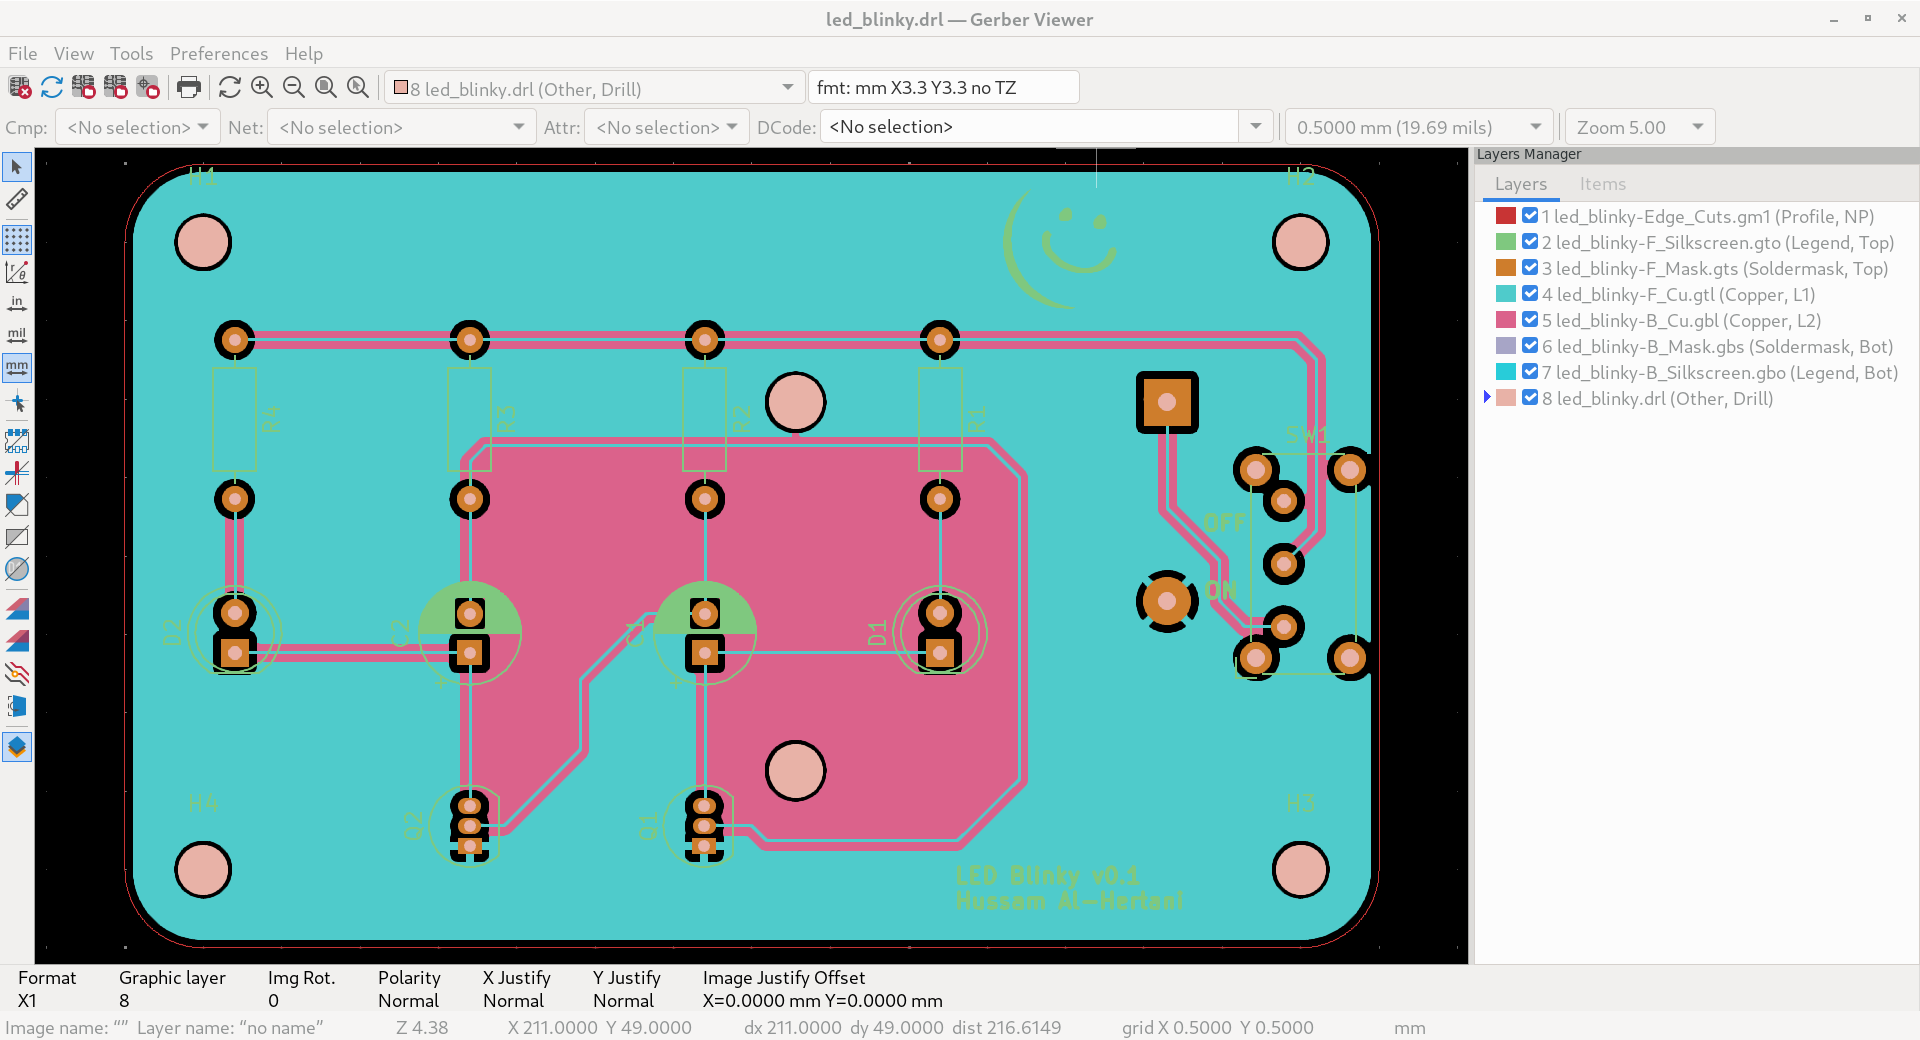 led_blinky.drl — Gerber Viewer
File View Tools Preferences Help
8 led_blinky.drl (Other, Drill) fmt: mm X3.3 Y3.3 no TZ
Cmp: <No selection> Net: <No selection> Attr: <No selection> DCode: <No selection> 0.5000 mm (19.69 mils) Zoom 5.00
in
mil
mm
H1
H2
R4
R3
R2
R1
SW1
OFF
ON
D2
C2
C1
D1
+
+
1
H4
H3
Q2
Q1
LED Blinky v0.1
Hussam Al-Hertani
Layers Manager
Layers Items
1 led_blinky-Edge_Cuts.gm1 (Profile, NP)
2 led_blinky-F_Silkscreen.gto (Legend, Top)
3 led_blinky-F_Mask.gts (Soldermask, Top)
4 led_blinky-F_Cu.gtl (Copper, L1)
5 led_blinky-B_Cu.gbl (Copper, L2)
6 led_blinky-B_Mask.gbs (Soldermask, Bot)
7 led_blinky-B_Silkscreen.gbo (Legend, Bot)
8 led_blinky.drl (Other, Drill)
Format Graphic layer Img Rot. Polarity X Justify Y Justify Image Justify Offset
X1 8 0 Normal Normal Normal X=0.0000 mm Y=0.0000 mm
Image name: “” Layer name: “no name” Z 4.38 X 211.0000 Y 49.0000 dx 211.0000 dy 49.0000 dist 216.6149 grid X 0.5000 Y 0.5000 mm